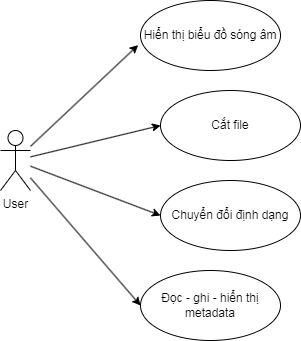 Hiển thị biểu đồ sóng âm
Cắt file
User
Chuyển đổi định dạng
Đọc - ghi - hiển thị
metadata